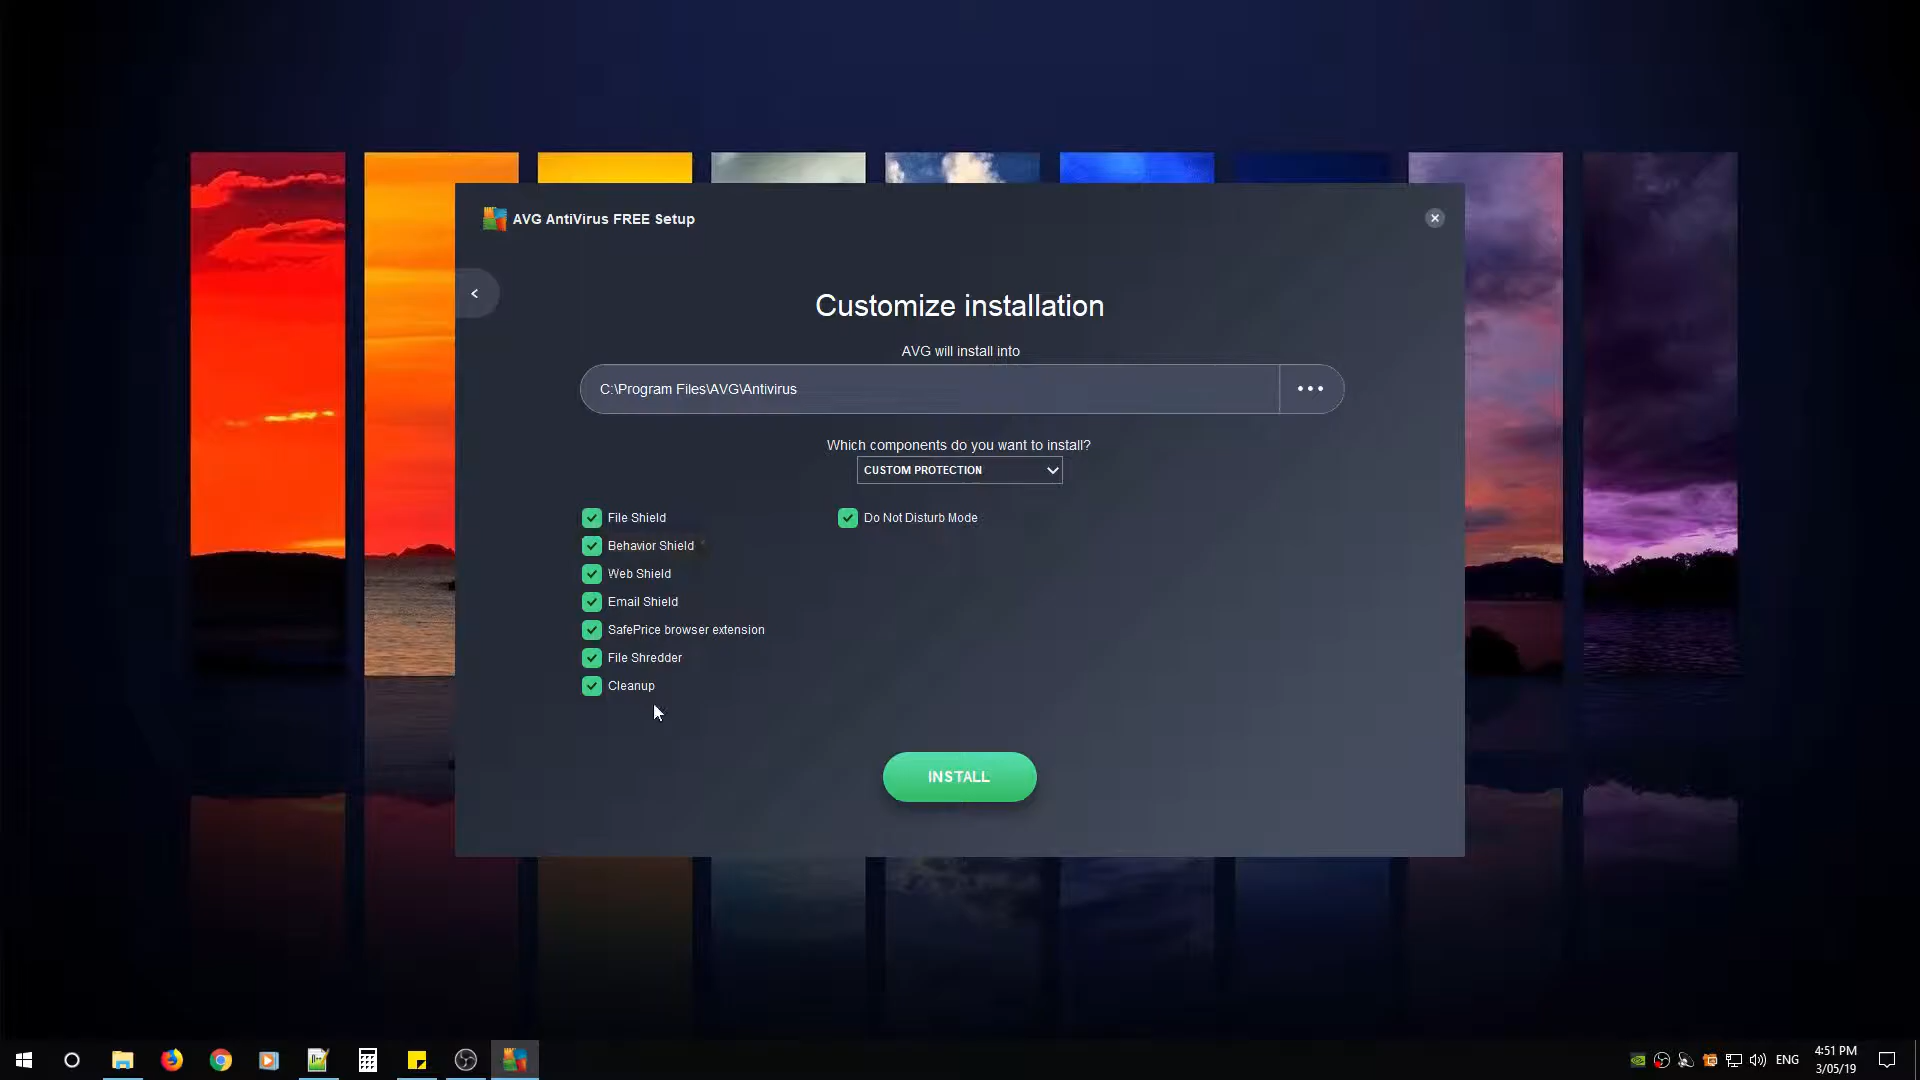 AVG AntiVirus FREE Setup
Customize installation
AVG will install into
C:\Program Files\AVG\Antivirus
Which components do you want to install?
CUSTOM PROTECTION
File Shield
Do Not Disturb Mode
Behavior Shield
Web Shield
Email Shield
SafePrice browser extension
File Shredder
Cleanup
INSTALL
ENG
4:51 PM
3/05/19